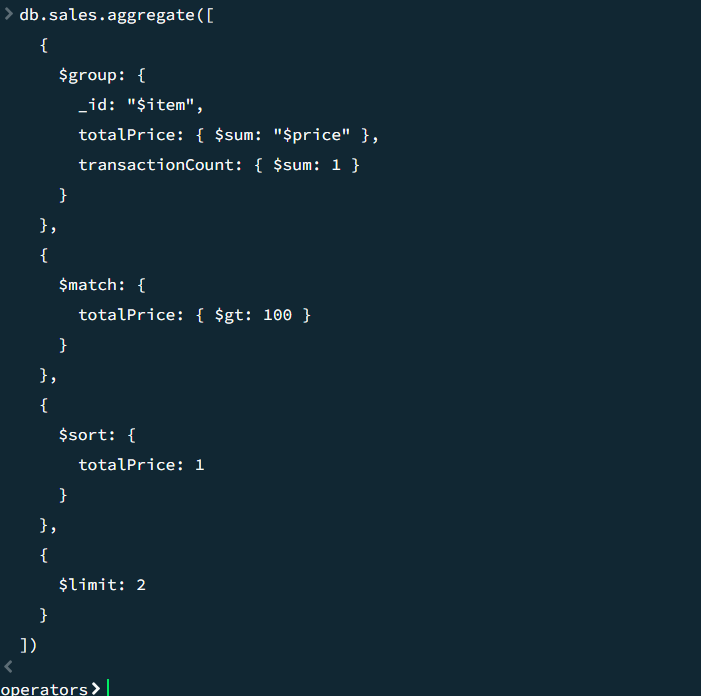 > db.sales.aggregate([
{
$group: {
_id: "$item",
totalPrice: { $sum: "$price" },
transactionCount: { $sum: 1 }
}
},
{
$match: {
totalPrice: { $gt: 100 }
}
},
{
$sort: {
totalPrice: 1
}
},
{
$limit: 2
}
])
<
operators>